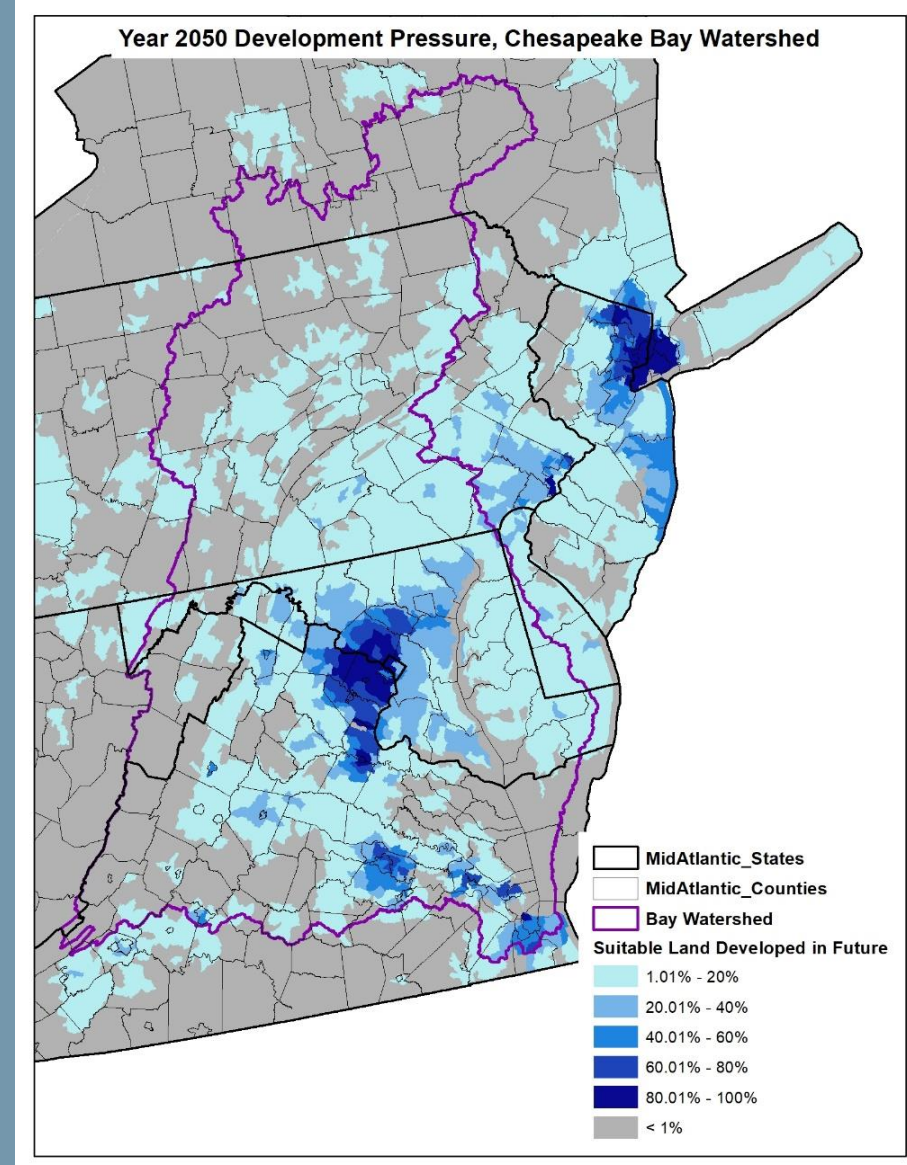 Year 2050 Development Pressure, Chesapeake Bay Watershed
MidAtlantic_States
MidAtlantic_Counties
Bay Watershed
Suitable Land Developed in Future
1.01% - 20%
20.01% - 40%
40.01% - 60%
60.01% - 80%
80.01% - 100%
< 1%